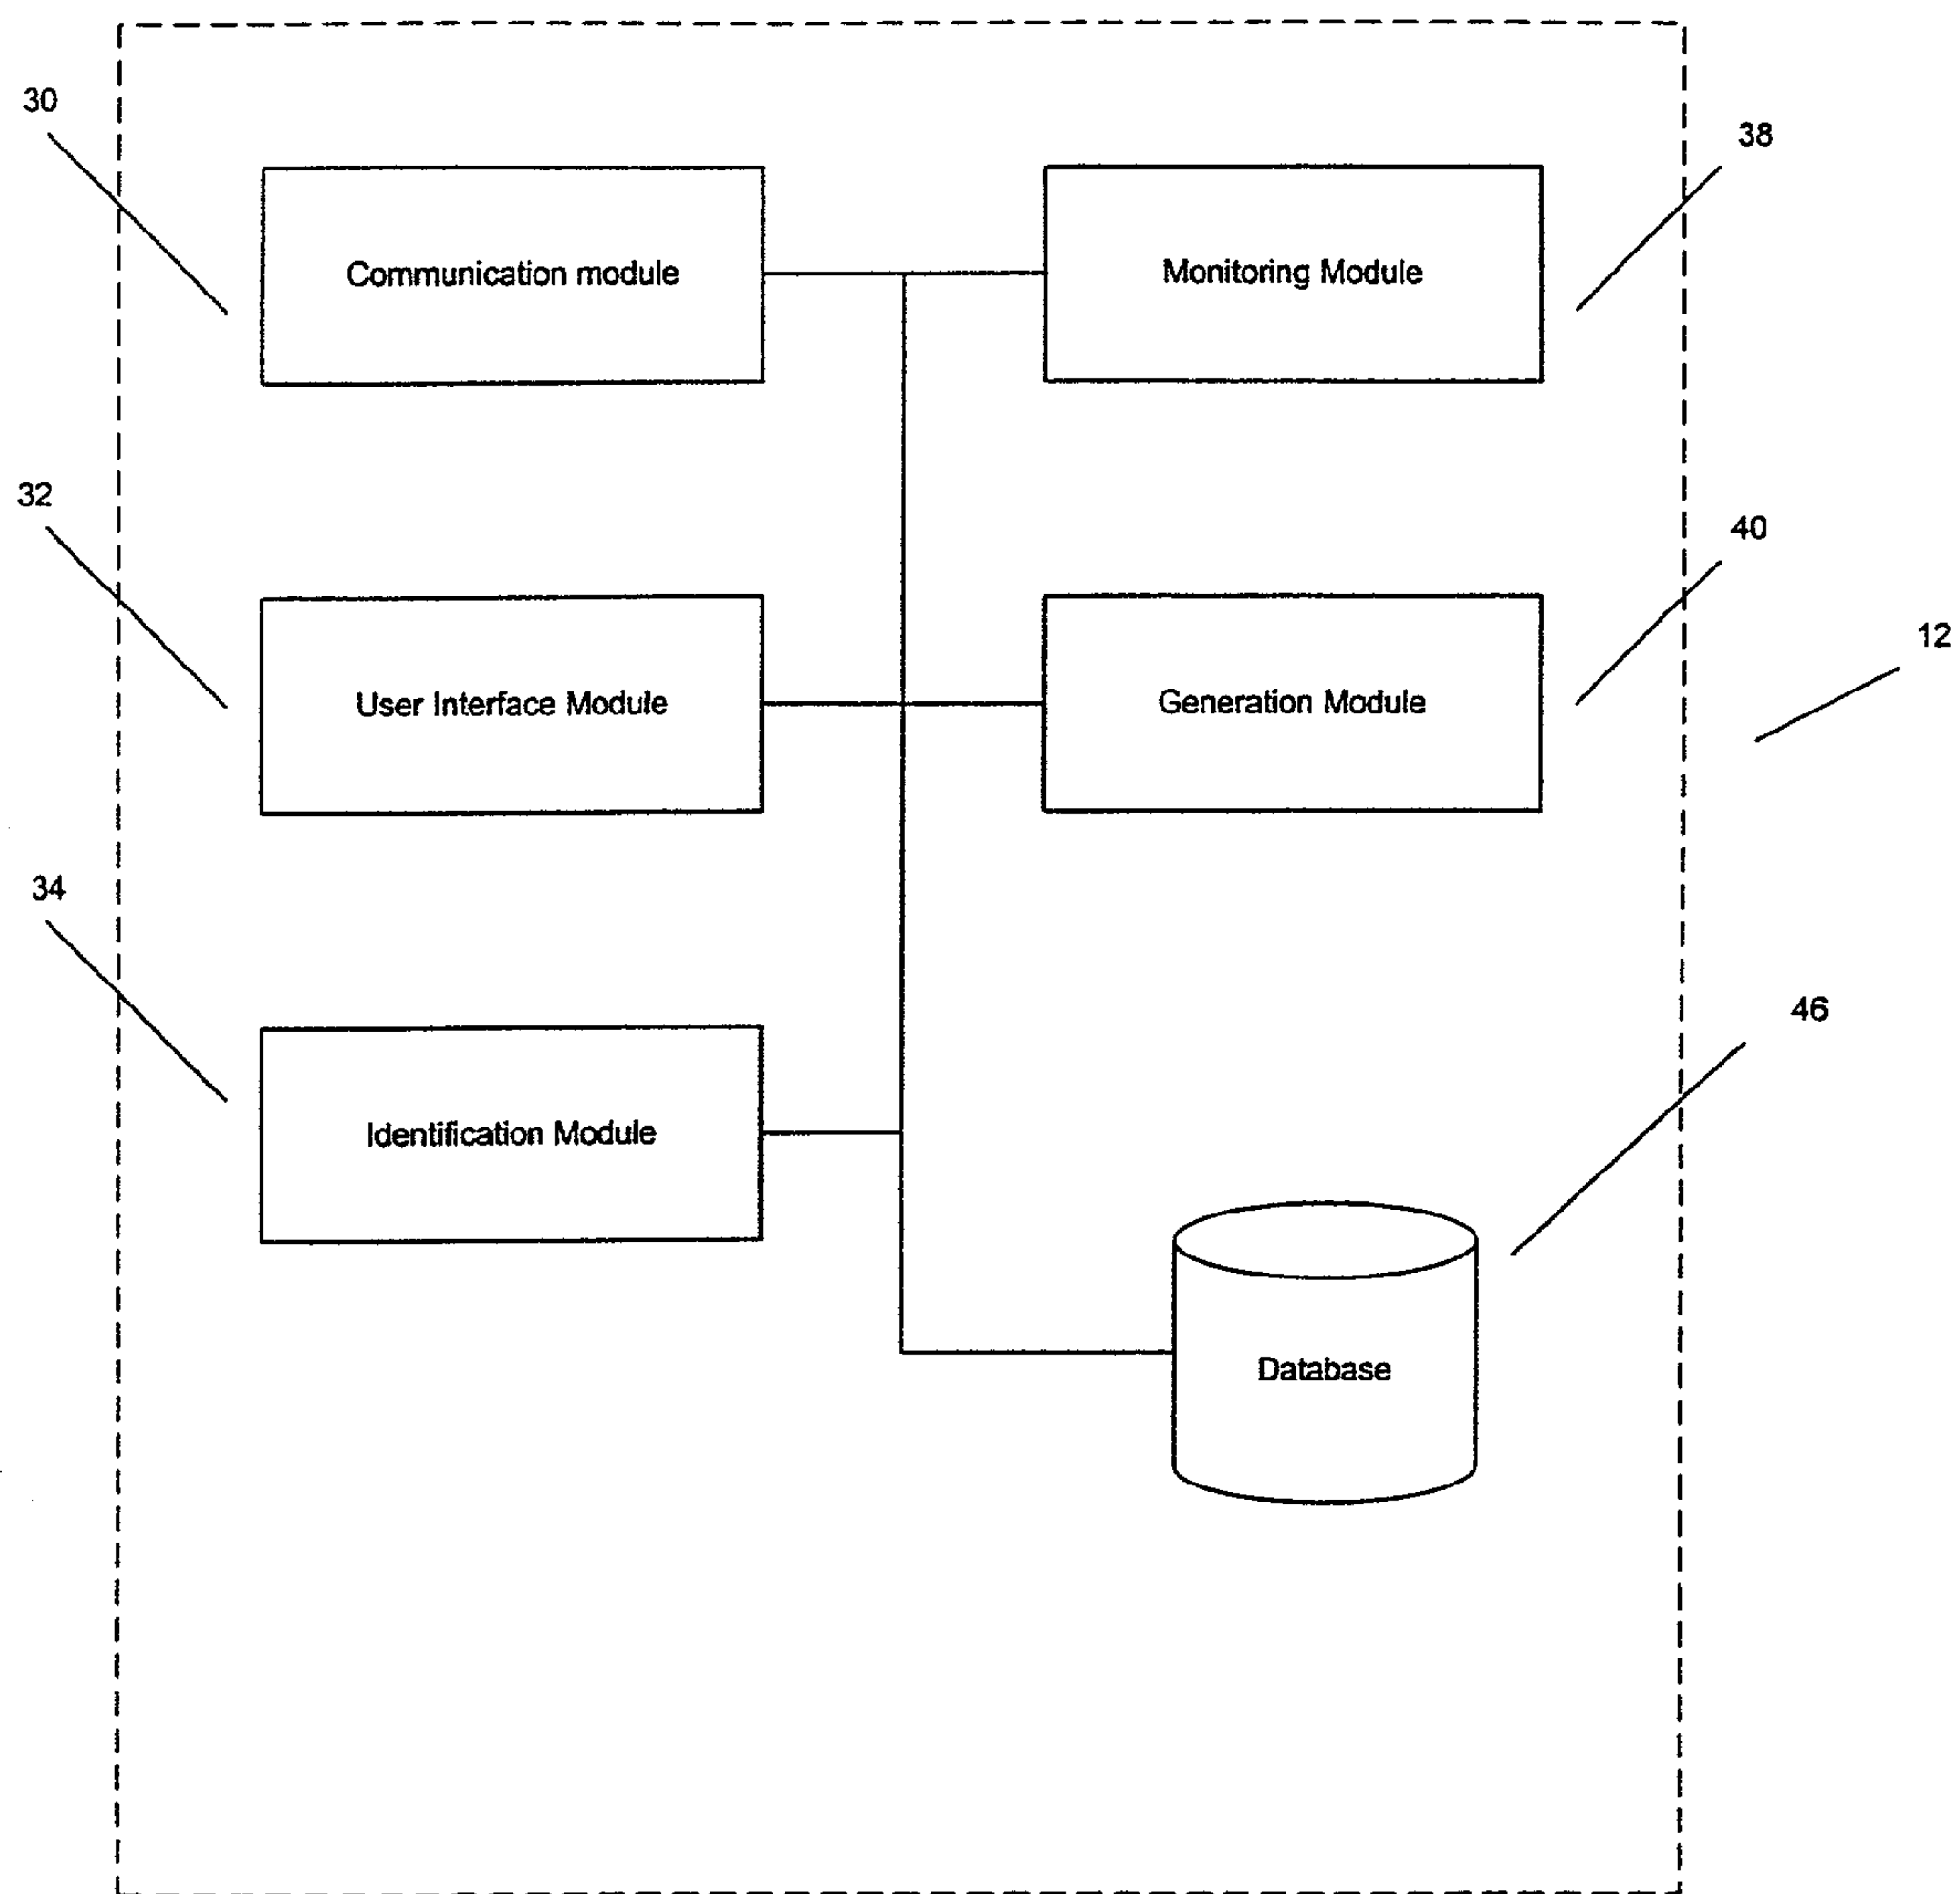 30
38
Communication module
Monitoring Module
32
40
12
User Interface Module
Generation Module
34
46
Identification Module
Database